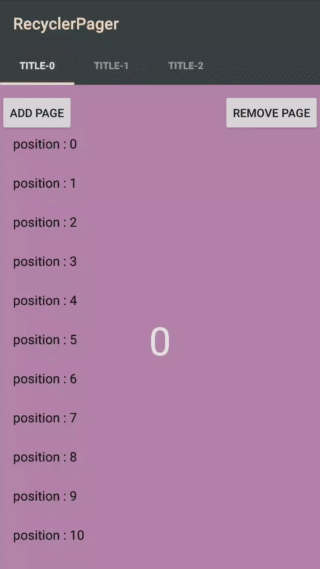 RecyclerPager
TITLE-0 TITLE-1 TITLE-2
ADD PAGE REMOVE PAGE
position : 0
position : 1
position : 2
position : 3
position : 4
0
position : 5
position : 6
position : 7
position : 8
position : 9
position : 10